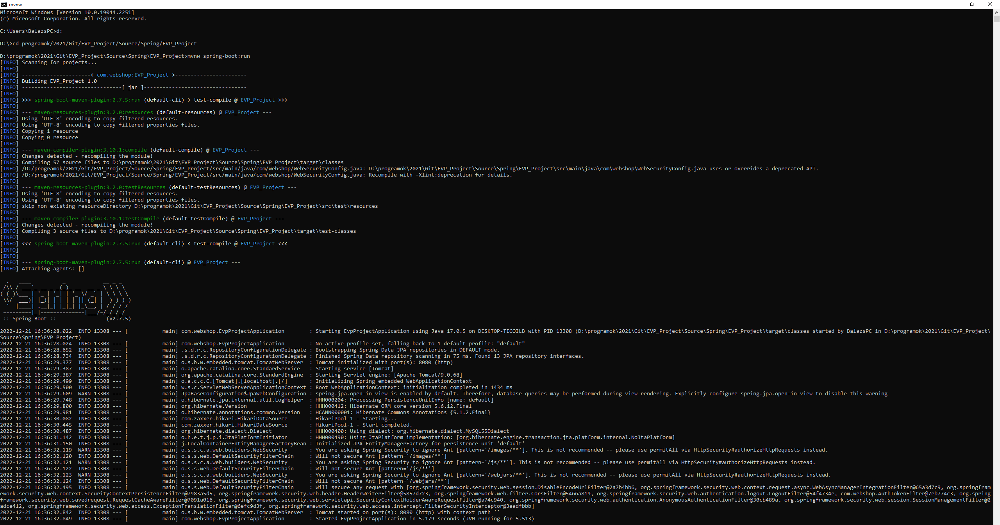 mvnw
Microsoft Windows [Version 10.0.19044.2251]
(c) Microsoft Corporation. All rights reserved.
C:\Users\BalazsPC>d:
D:\>cd programok/2021/Git/EVP_Project/Source/Spring/EVP_Project
D:\programok\2021\Git\EVP_Project\Source\Spring\EVP_Project>mvnw spring-boot:run
[INFO] Scanning for projects...
[INFO]
[INFO] ----------------------< com.webshop:EVP_Project >-----------------------
[INFO] Building EVP_Project 1.0
[INFO] --------------------------------[ jar ]---------------------------------
[INFO]
[INFO] >>> spring-boot-maven-plugin:2.7.5:run (default-cli) > test-compile @ EVP_Project >>>
[INFO]
[INFO] --- maven-resources-plugin:3.2.0:resources (default-resources) @ EVP_Project ---
[INFO] Using 'UTF-8' encoding to copy filtered resources.
[INFO] Using 'UTF-8' encoding to copy filtered properties files.
[INFO] Copying 1 resource
[INFO] Copying 0 resource
[INFO]
[INFO] --- maven-compiler-plugin:3.10.1:compile (default-compile) @ EVP_Project ---
[INFO] Changes detected - recompiling the module!
[INFO] Compiling 57 source files to D:\programok\2021\Git\EVP_Project\Source\Spring\EVP_Project\target\classes
[INFO] /D:/programok/2021/Git/EVP_Project/Source/Spring/EVP_Project/src/main/java/com/webshop/WebSecurityConfig.java: D:\programok\2021\Git\EVP_Project\Source\Spring\EVP_Project\src\main\java\com\webshop\WebSecurityConfig.java uses or overrides a deprecated API.
[INFO] /D:/programok/2021/Git/EVP_Project/Source/Spring/EVP_Project/src/main/java/com/webshop/WebSecurityConfig.java: Recompile with -Xlint:deprecation for details.
[INFO]
[INFO] --- maven-resources-plugin:3.2.0:testResources (default-testResources) @ EVP_Project ---
[INFO] Using 'UTF-8' encoding to copy filtered resources.
[INFO] Using 'UTF-8' encoding to copy filtered properties files.
[INFO] skip non existing resourceDirectory D:\programok\2021\Git\EVP_Project\Source\Spring\EVP_Project\src\test\resources
[INFO]
[INFO] --- maven-compiler-plugin:3.10.1:testCompile (default-testCompile) @ EVP_Project ---
[INFO] Changes detected - recompiling the module!
[INFO] Compiling 3 source files to D:\programok\2021\Git\EVP_Project\Source\Spring\EVP_Project\target\test-classes
[INFO]
[INFO] <<< spring-boot-maven-plugin:2.7.5:run (default-cli) < test-compile @ EVP_Project <<<
[INFO]
[INFO]
[INFO] --- spring-boot-maven-plugin:2.7.5:run (default-cli) @ EVP_Project ---
[INFO] Attaching agents: []
  .   ____          _            __ _ _
 /\\ / ___'_ __ _ _(_)_ __  __ _ \ \ \ \
( ( )\___ | '_ | '_| | '_ \/ _` | \ \ \ \
 \\/  ___)| |_)| | | | | || (_| |  ) ) ) )
  '  |____| .__|_| |_|_| |_\__, | / / / /
 =========|_|==============|___/=/_/_/_/
 :: Spring Boot ::                (v2.7.5)
2022-12-21 16:36:28.022  INFO 13308 --- [           main] com.webshop.EvpProjectApplication        : Starting EvpProjectApplication using Java 17.0.5 on DESKTOP-TICOILB with PID 13308 (D:\programok\2021\Git\EVP_Project\Source\Spring\EVP_Project\target\classes started by BalazsPC in D:\programok\2021\Git\EVP_Project\
Source\Spring\EVP_Project)
2022-12-21 16:36:28.024  INFO 13308 --- [           main] com.webshop.EvpProjectApplication        : No active profile set, falling back to 1 default profile: "default"
2022-12-21 16:36:28.652  INFO 13308 --- [           main] .s.d.r.c.RepositoryConfigurationDelegate : Bootstrapping Spring Data JPA repositories in DEFAULT mode.
2022-12-21 16:36:28.734  INFO 13308 --- [           main] .s.d.r.c.RepositoryConfigurationDelegate : Finished Spring Data repository scanning in 75 ms. Found 13 JPA repository interfaces.
2022-12-21 16:36:29.377  INFO 13308 --- [           main] o.s.b.w.embedded.tomcat.TomcatWebServer  : Tomcat initialized with port(s): 8080 (http)
2022-12-21 16:36:29.387  INFO 13308 --- [           main] o.apache.catalina.core.StandardService   : Starting service [Tomcat]
2022-12-21 16:36:29.387  INFO 13308 --- [           main] org.apache.catalina.core.StandardEngine  : Starting Servlet engine: [Apache Tomcat/9.0.68]
2022-12-21 16:36:29.499  INFO 13308 --- [           main] o.a.c.c.C.[Tomcat].[localhost].[/]       : Initializing Spring embedded WebApplicationContext
2022-12-21 16:36:29.500  INFO 13308 --- [           main] w.s.c.ServletWebServerApplicationContext : Root WebApplicationContext: initialization completed in 1434 ms
2022-12-21 16:36:29.609  WARN 13308 --- [           main] JpaBaseConfiguration$JpaWebConfiguration : spring.jpa.open-in-view is enabled by default. Therefore, database queries may be performed during view rendering. Explicitly configure spring.jpa.open-in-view to disable this warning
2022-12-21 16:36:29.748  INFO 13308 --- [           main] o.hibernate.jpa.internal.util.LogHelper  : HHH000204: Processing PersistenceUnitInfo [name: default]
2022-12-21 16:36:29.800  INFO 13308 --- [           main] org.hibernate.Version                    : HHH000412: Hibernate ORM core version 5.6.12.Final
2022-12-21 16:36:29.981  INFO 13308 --- [           main] o.hibernate.annotations.common.Version   : HCANN000001: Hibernate Commons Annotations {5.1.2.Final}
2022-12-21 16:36:30.082  INFO 13308 --- [           main] com.zaxxer.hikari.HikariDataSource       : HikariPool-1 - Starting...
2022-12-21 16:36:30.445  INFO 13308 --- [           main] com.zaxxer.hikari.HikariDataSource       : HikariPool-1 - Start completed.
2022-12-21 16:36:30.487  INFO 13308 --- [           main] org.hibernate.dialect.Dialect            : HHH000400: Using dialect: org.hibernate.dialect.MySQL55Dialect
2022-12-21 16:36:31.142  INFO 13308 --- [           main] o.h.e.t.j.p.i.JtaPlatformInitiator       : HHH000490: Using JtaPlatform implementation: [org.hibernate.engine.transaction.jta.platform.internal.NoJtaPlatform]
2022-12-21 16:36:31.150  INFO 13308 --- [           main] j.LocalContainerEntityManagerFactoryBean : Initialized JPA EntityManagerFactory for persistence unit 'default'
2022-12-21 16:36:32.119  WARN 13308 --- [           main] o.s.s.c.a.web.builders.WebSecurity       : You are asking Spring Security to ignore Ant [pattern='/images/**']. This is not recommended -- please use permitAll via HttpSecurity#authorizeHttpRequests instead.
2022-12-21 16:36:32.120  INFO 13308 --- [           main] o.s.s.web.DefaultSecurityFilterChain     : Will not secure Ant [pattern='/images/**']
2022-12-21 16:36:32.121  WARN 13308 --- [           main] o.s.s.c.a.web.builders.WebSecurity       : You are asking Spring Security to ignore Ant [pattern='/js/**']. This is not recommended -- please use permitAll via HttpSecurity#authorizeHttpRequests instead.
2022-12-21 16:36:32.122  INFO 13308 --- [           main] o.s.s.web.DefaultSecurityFilterChain     : Will not secure Ant [pattern='/js/**']
2022-12-21 16:36:32.123  WARN 13308 --- [           main] o.s.s.c.a.web.builders.WebSecurity       : You are asking Spring Security to ignore Ant [pattern='/webjars/**']. This is not recommended -- please use permitAll via HttpSecurity#authorizeHttpRequests instead.
2022-12-21 16:36:32.124  INFO 13308 --- [           main] o.s.s.web.DefaultSecurityFilterChain     : Will not secure Ant [pattern='/webjars/**']
2022-12-21 16:36:32.495  INFO 13308 --- [           main] o.s.s.web.DefaultSecurityFilterChain     : Will secure any request with [org.springframework.security.web.session.DisableEncodeUrlFilter@2a7b4bb6, org.springframework.security.web.context.request.async.WebAsyncManagerIntegrationFilter@65a3d7c9, org.springfram
ework.security.web.context.SecurityContextPersistenceFilter@7983a5d5, org.springframework.security.web.header.HeaderWriterFilter@5857d723, org.springframework.web.filter.CorsFilter@5466a819, org.springframework.security.web.authentication.logout.LogoutFilter@54f4734e, com.webshop.AuthTokenFilter@7eb774c3, org.spring
framework.security.web.savedrequest.RequestCacheAwareFilter@7091a016, org.springframework.security.web.servletapi.SecurityContextHolderAwareRequestFilter@a74c940, org.springframework.security.web.authentication.AnonymousAuthenticationFilter@30cb489a, org.springframework.security.web.session.SessionManagementFilter@2
adce412, org.springframework.security.web.access.ExceptionTranslationFilter@6efc9d3f, org.springframework.security.web.access.intercept.FilterSecurityInterceptor@3eadfbbb]
2022-12-21 16:36:32.842  INFO 13308 --- [           main] o.s.b.w.embedded.tomcat.TomcatWebServer  : Tomcat started on port(s): 8080 (http) with context path ''
2022-12-21 16:36:32.849  INFO 13308 --- [           main] com.webshop.EvpProjectApplication        : Started EvpProjectApplication in 5.179 seconds (JVM running for 5.513)